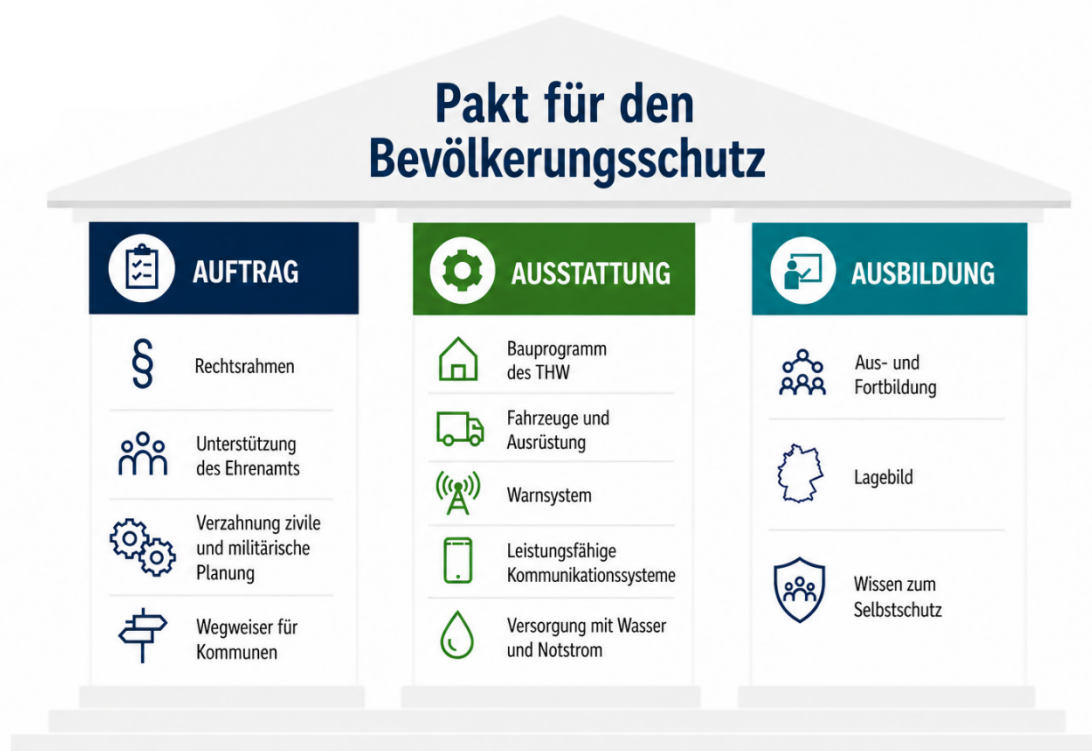 Pakt für den
Bevölkerungsschutz
AUFTRAG
§
Rechtsrahmen
Unterstützung
des Ehrenamts
Verzahnung zivile
und militärische
Planung
Wegweiser für
Kommunen
AUSSTATTUNG
Bauprogramm
des THW
Fahrzeuge und
Ausrüstung
Warnsystem
Leistungsfähige
Kommunikationssysteme
Versorgung mit Wasser
und Notstrom
AUSBILDUNG
Aus- und
Fortbildung
Lagebild
Wissen zum
Selbstschutz